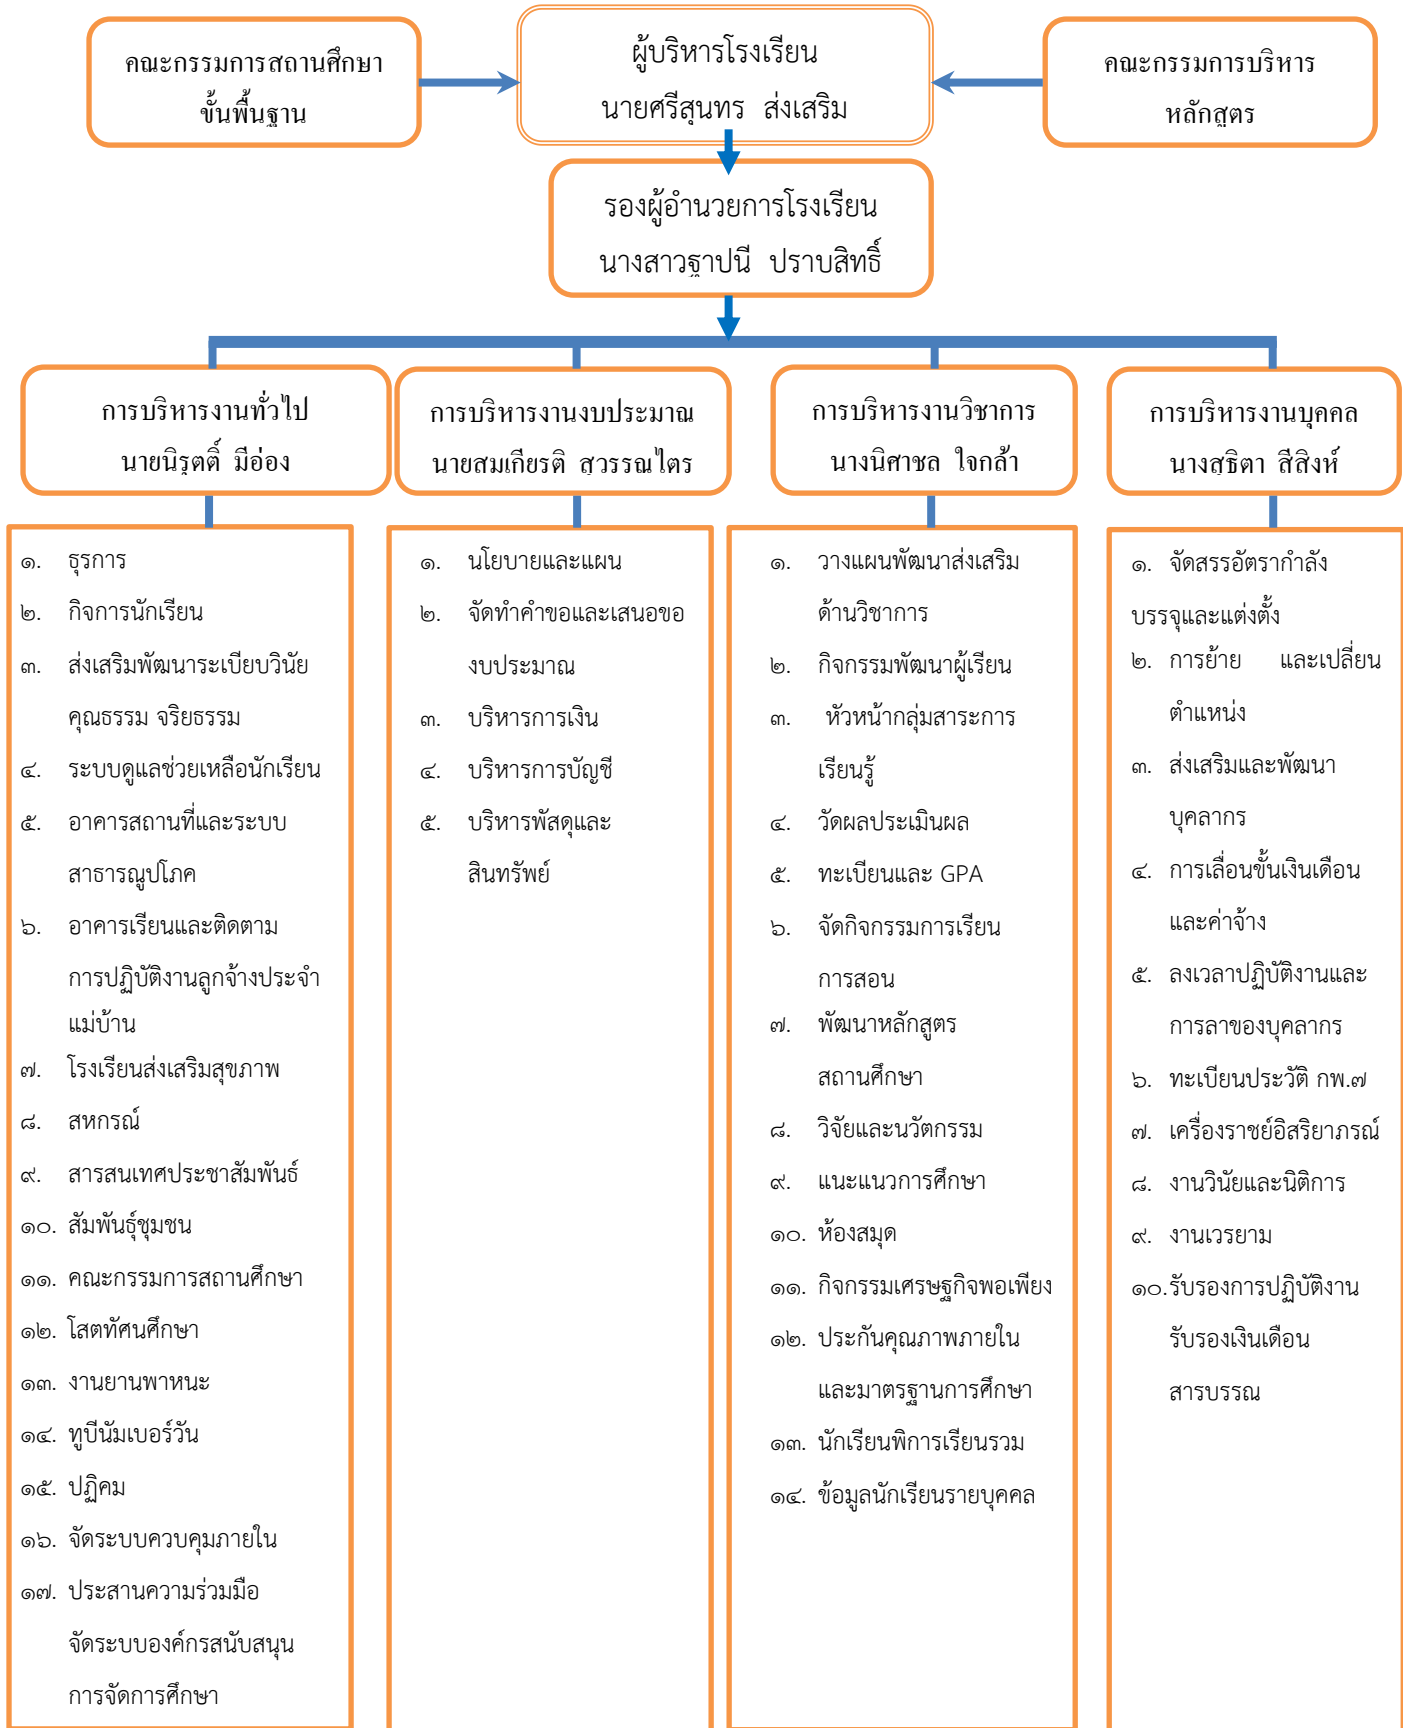 คณะกรรมการสถานศึกษา
ขั้นพื้นฐาน
ผู้บริหารโรงเรียน
นายศรีสุนทร ส่งเสริม
คณะกรรมการบริหาร
หลักสูตร
รองผู้อำนวยการโรงเรียน
นางสาวฐาปนี ปราบสิทธิ์
การบริหารงานทั่วไป
นายนิรุตติ์ มีอ่อง
การบริหารงานงบประมาณ
นายสมเกียรติ สุวรรณไตร
การบริหารงานวิชาการ
นางนิศาชล ใจกล้า
การบริหารงานบุคคล
นางสุธิตา สีสิงห์
๑. ธุรการ
๒. กิจการนักเรียน
๓. ส่งเสริมพัฒนาระเบียบวินัย
คุณธรรม จริยธรรม
๔. ระบบดูแลช่วยเหลือนักเรียน
๕. อาคารสถานที่และระบบ
สาธารณูปโภค
๖. อาคารเรียนและติดตาม
การปฏิบัติงานลูกจ้างประจำ
แม่บ้าน
๗. โรงเรียนส่งเสริมสุขภาพ
๘. สหกรณ์
๙. สารสนเทศประชาสัมพันธ์
๑๐. สัมพันธ์ุชุมชน
๑๑. คณะกรรมการสถานศึกษา
๑๒. โสตทัศนศึกษา
๑๓. งานยานพาหนะ
๑๔. ทูบีนัมเบอร์วัน
๑๕. ปฏิคม
๑๖. จัดระบบควบคุมภายใน
๑๗. ประสานความร่วมมือ
จัดระบบองค์กรสนับสนุน
การจัดการศึกษา
๑. นโยบายและแผน
๒. จัดทำคำขอและเสนอขอ
งบประมาณ
๓. บริหารการเงิน
๔. บริหารการบัญชี
๕. บริหารพัสดุและ
สินทรัพย์
๑. วางแผนพัฒนาส่งเสริม
ด้านวิชาการ
๒. กิจกรรมพัฒนาผู้เรียน
๓. หัวหน้ากลุ่มสาระการ
เรียนรู้
๔. วัดผลประเมินผล
๕. ทะเบียนและ GPA
๖. จัดกิจกรรมการเรียน
การสอน
๗. พัฒนาหลักสูตร
สถานศึกษา
๘. วิจัยและนวัตกรรม
๙. แนะแนวการศึกษา
๑๐. ห้องสมุด
๑๑. กิจกรรมเศรษฐกิจพอเพียง
๑๒. ประกันคุณภาพภายใน
และมาตรฐานการศึกษา
๑๓. นักเรียนพิการเรียนรวม
๑๔. ข้อมูลนักเรียนรายบุคคล
๑. จัดสรรอัตรากำลัง
บรรจุและแต่งตั้ง
๒. การย้าย และเปลี่ยน
ตำแหน่ง
๓. ส่งเสริมและพัฒนา
บุคลากร
๔. การเลื่อนขั้นเงินเดือน
และค่าจ้าง
๕. ลงเวลาปฏิบัติงานและ
การลาของบุคลากร
๖. ทะเบียนประวัติ กพ.๗
๗. เครื่องราชย์อิสริยาภรณ์
๘. งานวินัยและนิติการ
๙. งานเวรยาม
๑๐.รับรองการปฏิบัติงาน
รับรองเงินเดือน
สารบรรณ